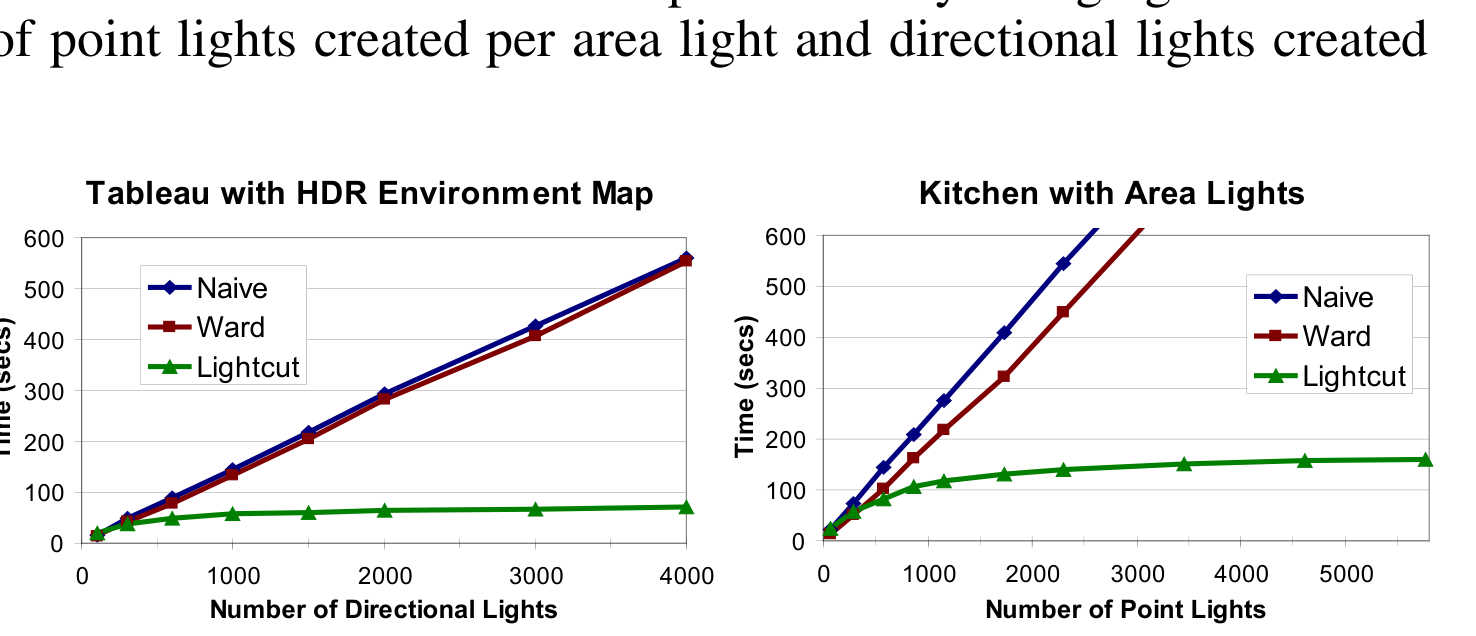 of point lights created per area light and directional lights created
Tableau with HDR Environment Map
600
500
400
300
200
100
0
Time (secs)
Naive
Ward
Lightcut
0 1000 2000 3000 4000
Number of Directional Lights
Kitchen with Area Lights
600
500
400
300
200
100
0
Time (secs)
Naive
Ward
Lightcut
0 1000 2000 3000 4000 5000
Number of Point Lights